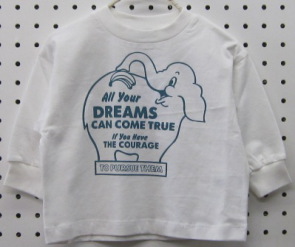 All Your
DREAMS
CAN COME TRUE
If You Have
THE COURAGE
TO PURSUE THEM